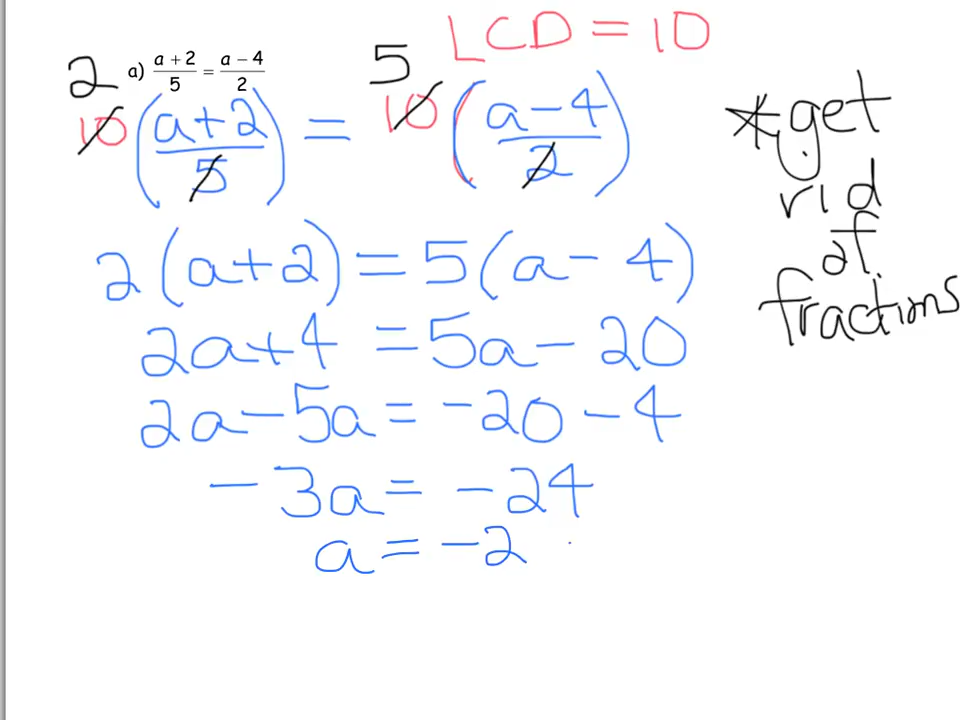 LCD = 10
a) (a + 2)/5 = (a - 4)/2
2 5
10((a+2)/5) = 10((a-4)/2)
2(a+2) = 5(a-4)
2a+4 = 5a-20
2a-5a = -20-4
-3a = -24
a = -2
* get
rid
of
fractions